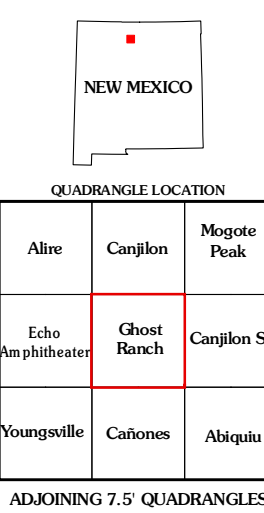 NEW MEXICO
QUADRANGLE LOCATION
Alire
Canjilon
Mogote
Peak
Echo
Amphitheater
Ghost
Ranch
Canjilon S
Youngsville
Cañones
Abiquiu
ADJOINING 7.5' QUADRANGLES